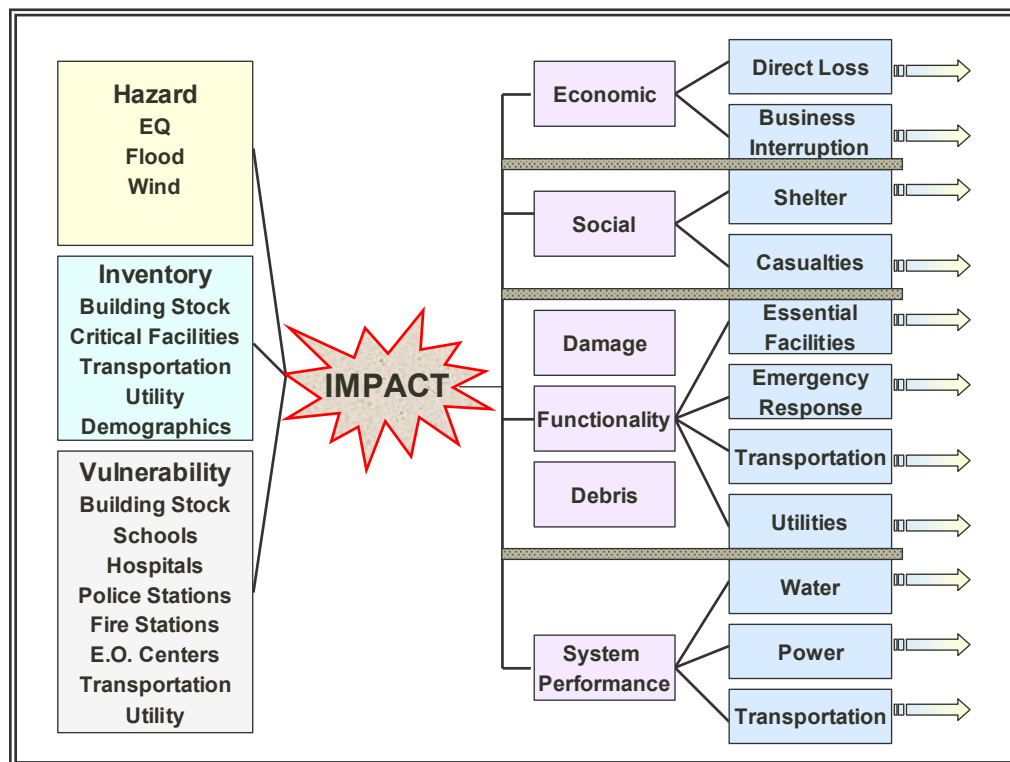 Hazard
EQ
Flood
Wind
Inventory
Building Stock
Critical Facilities
Transportation
Utility
Demographics
Vulnerability
Building Stock
Schools
Hospitals
Police Stations
Fire Stations
E.O. Centers
Transportation
Utility
IMPACT
Economic
Social
Damage
Functionality
Debris
System
Performance
Direct Loss
Business
Interruption
Shelter
Casualties
Essential
Facilities
Emergency
Response
Transportation
Utilities
Water
Power
Transportation